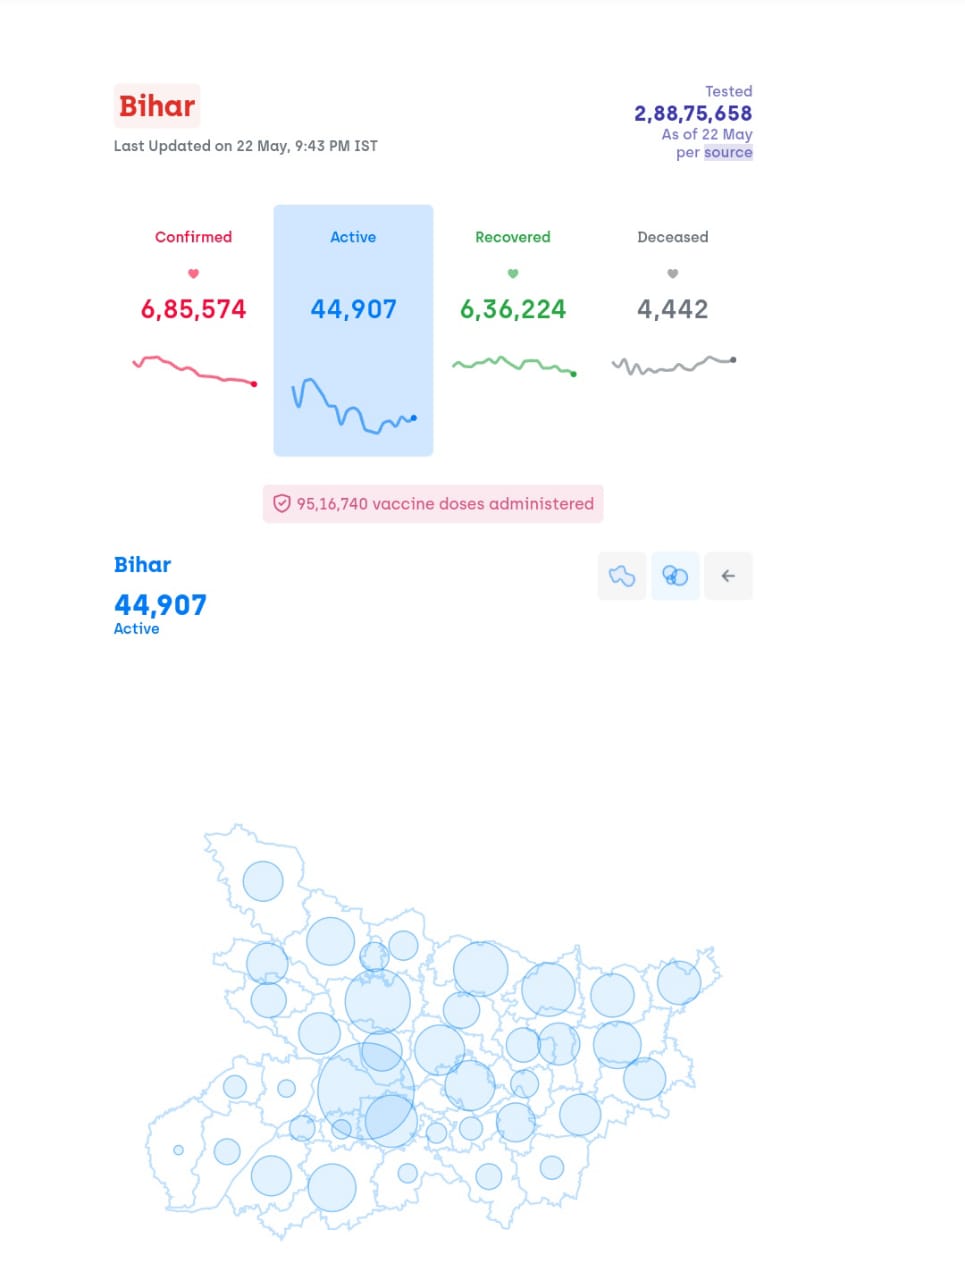 Bihar
Last Updated on 22 May, 9:43 PM IST
Tested
2,88,75,658
As of 22 May
per source
Confirmed
6,85,574
Active
44,907
Recovered
6,36,224
Deceased
4,442
95,16,740 vaccine doses administered
Bihar
44,907
Active